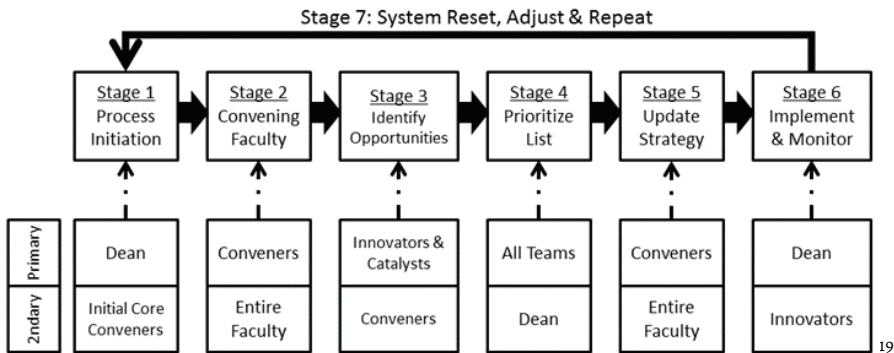 Stage 7: System Reset, Adjust & Repeat
Stage 1
Process
Initiation
Stage 2
Convening
Faculty
Stage 3
Identify
Opportunities
Stage 4
Prioritize
List
Stage 5
Update
Strategy
Stage 6
Implement
& Monitor
Primary
Dean
Conveners
Innovators &
Catalysts
All Teams
Conveners
Dean
2ndary
Initial Core
Conveners
Entire
Faculty
Conveners
Dean
Entire
Faculty
Innovators
19